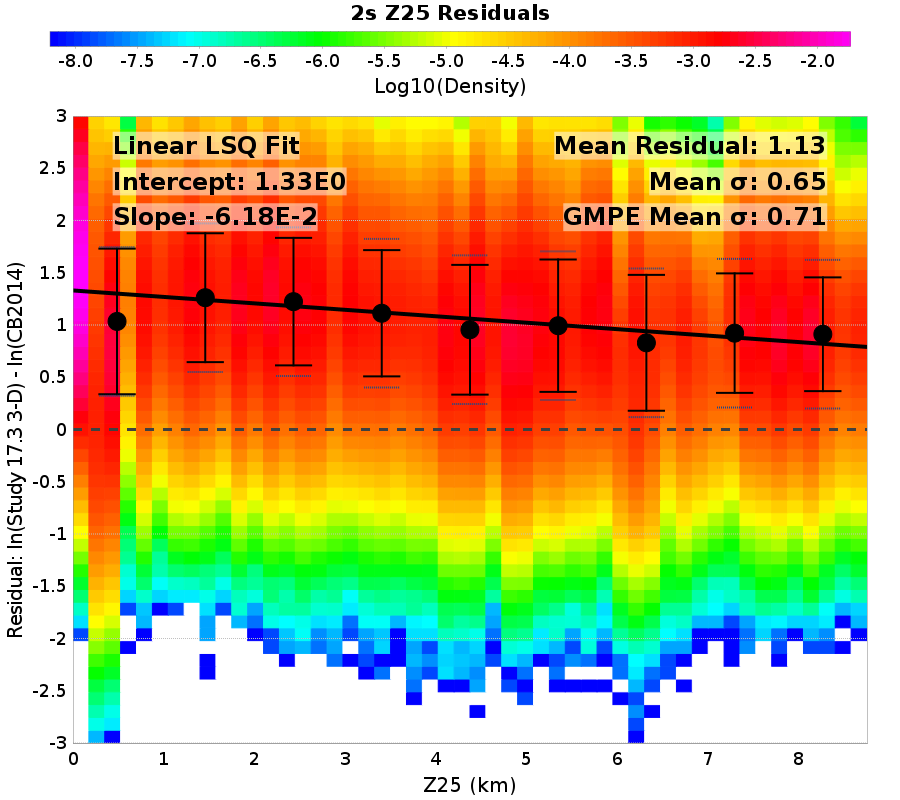 2s Z25 Residuals
-8.0 -7.5 -7.0 -6.5 -6.0 -5.5 -5.0 -4.5 -4.0 -3.5 -3.0 -2.5 -2.0
Log10(Density)
Linear LSQ Fit
Intercept: 1.33E0
Slope: -6.18E-2
Mean Residual: 1.13
Mean σ: 0.65
GMPE Mean σ: 0.71
Residual: ln(Study 17.3 3-D) - ln(CB2014)
3
2.5
2
1.5
1
0.5
0
-0.5
-1
-1.5
-2
-2.5
-3
0 1 2 3 4 5 6 7 8
Z25 (km)